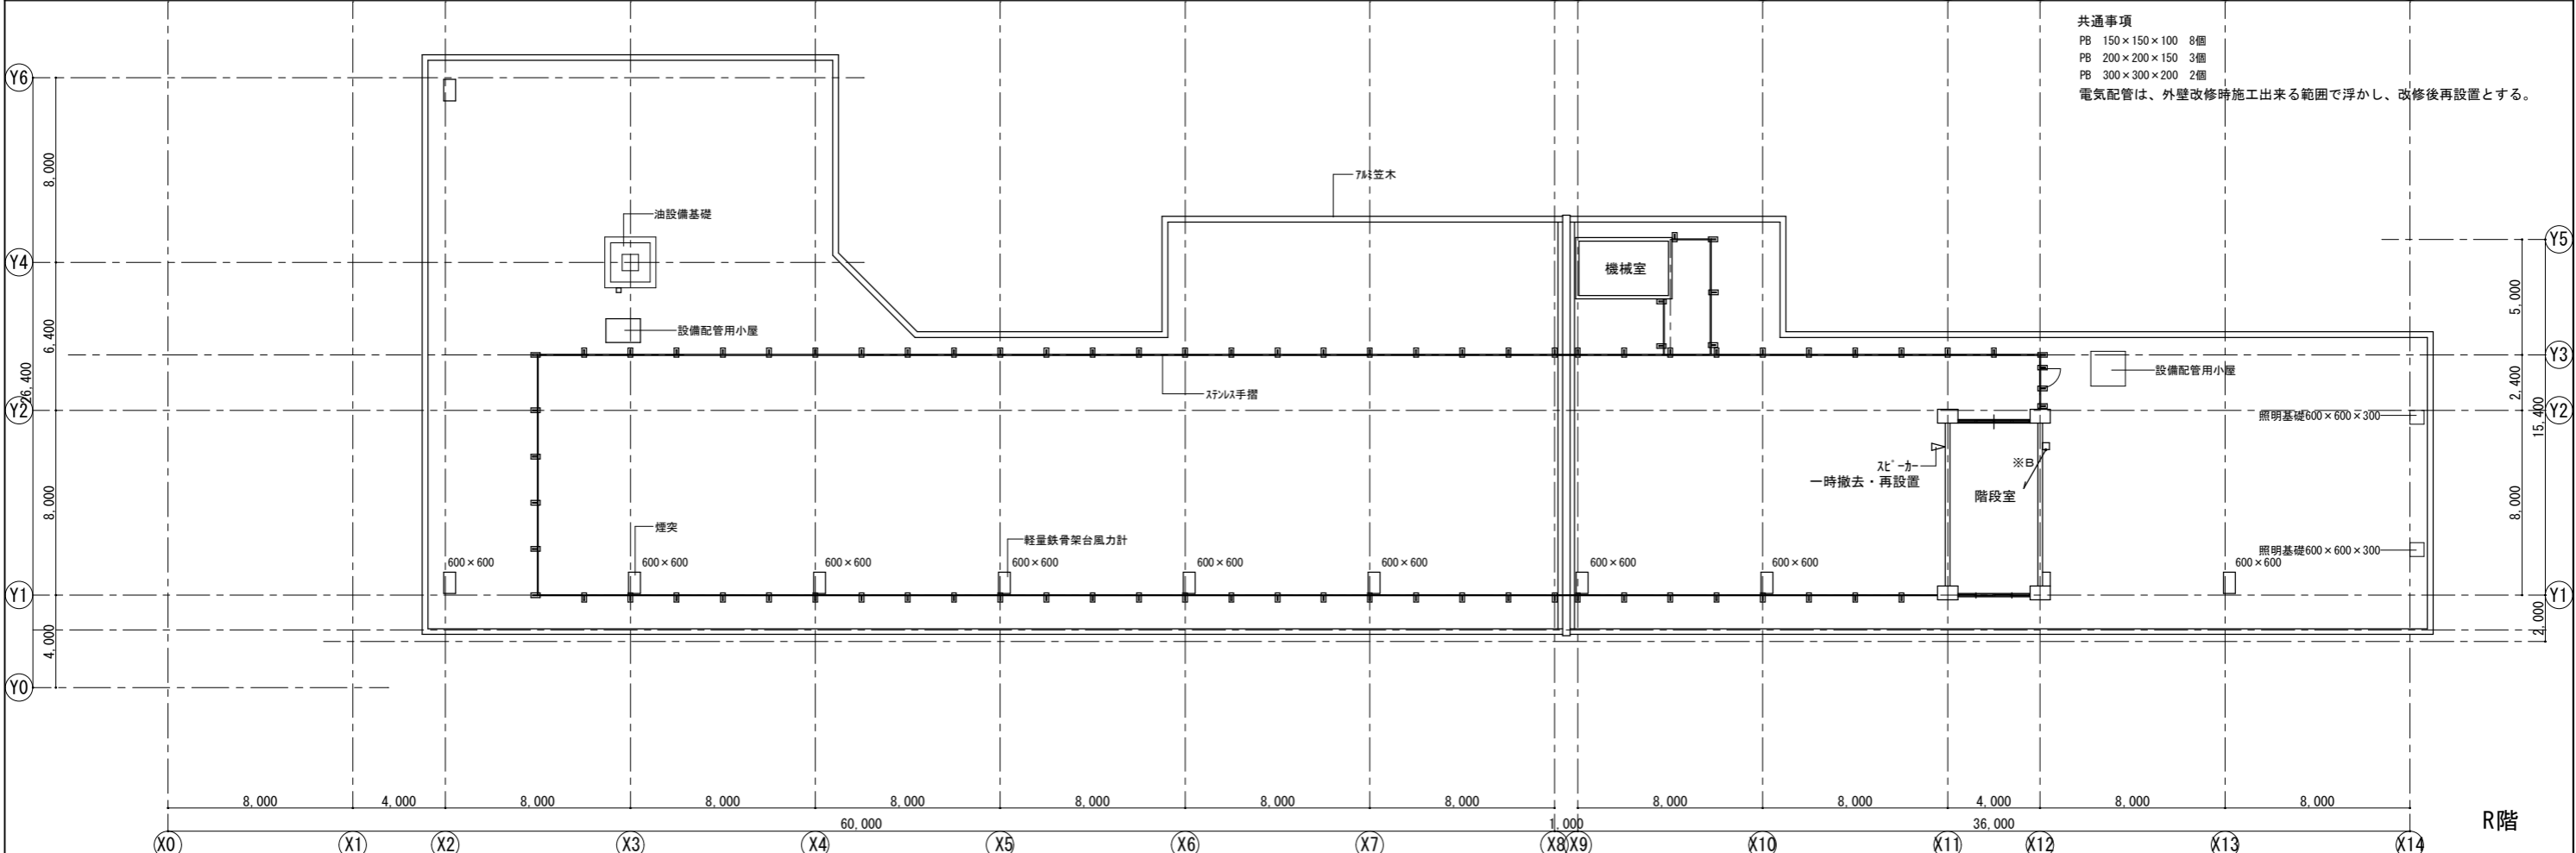 共通事項
PB 150×150×100 8個
PB 200×200×150 3個
PB 300×300×200 2個
電気配管は、外壁改修時施工出来る範囲で浮かし、改修後再設置とする。
Y6
8,000
ｱﾙﾐ笠木
油設備基礎
Y4
機械室
Y5
5,000
6,400
設備配管用小屋
Y3
26,400
ｽﾃﾝﾚｽ手摺
設備配管用小屋
2,400
Y2
照明基礎600×600×300
Y2
15,400
ｽﾋﾟｰｶｰ
一時撤去・再設置
※B
階段室
8,000
8,000
煙突
軽量鉄骨架台風力計
照明基礎600×600×300
600×600
600×600
600×600
600×600
600×600
600×600
600×600
600×600
600×600
Y1
Y1
4,000
2,000
Y0
8,000
4,000
8,000
8,000
8,000
8,000
8,000
8,000
8,000
8,000
4,000
8,000
8,000
60,000
1,000
36,000
R階
X0
X1
X2
X3
X4
X5
X6
X7
X8
X9
X10
X11
X12
X13
X14